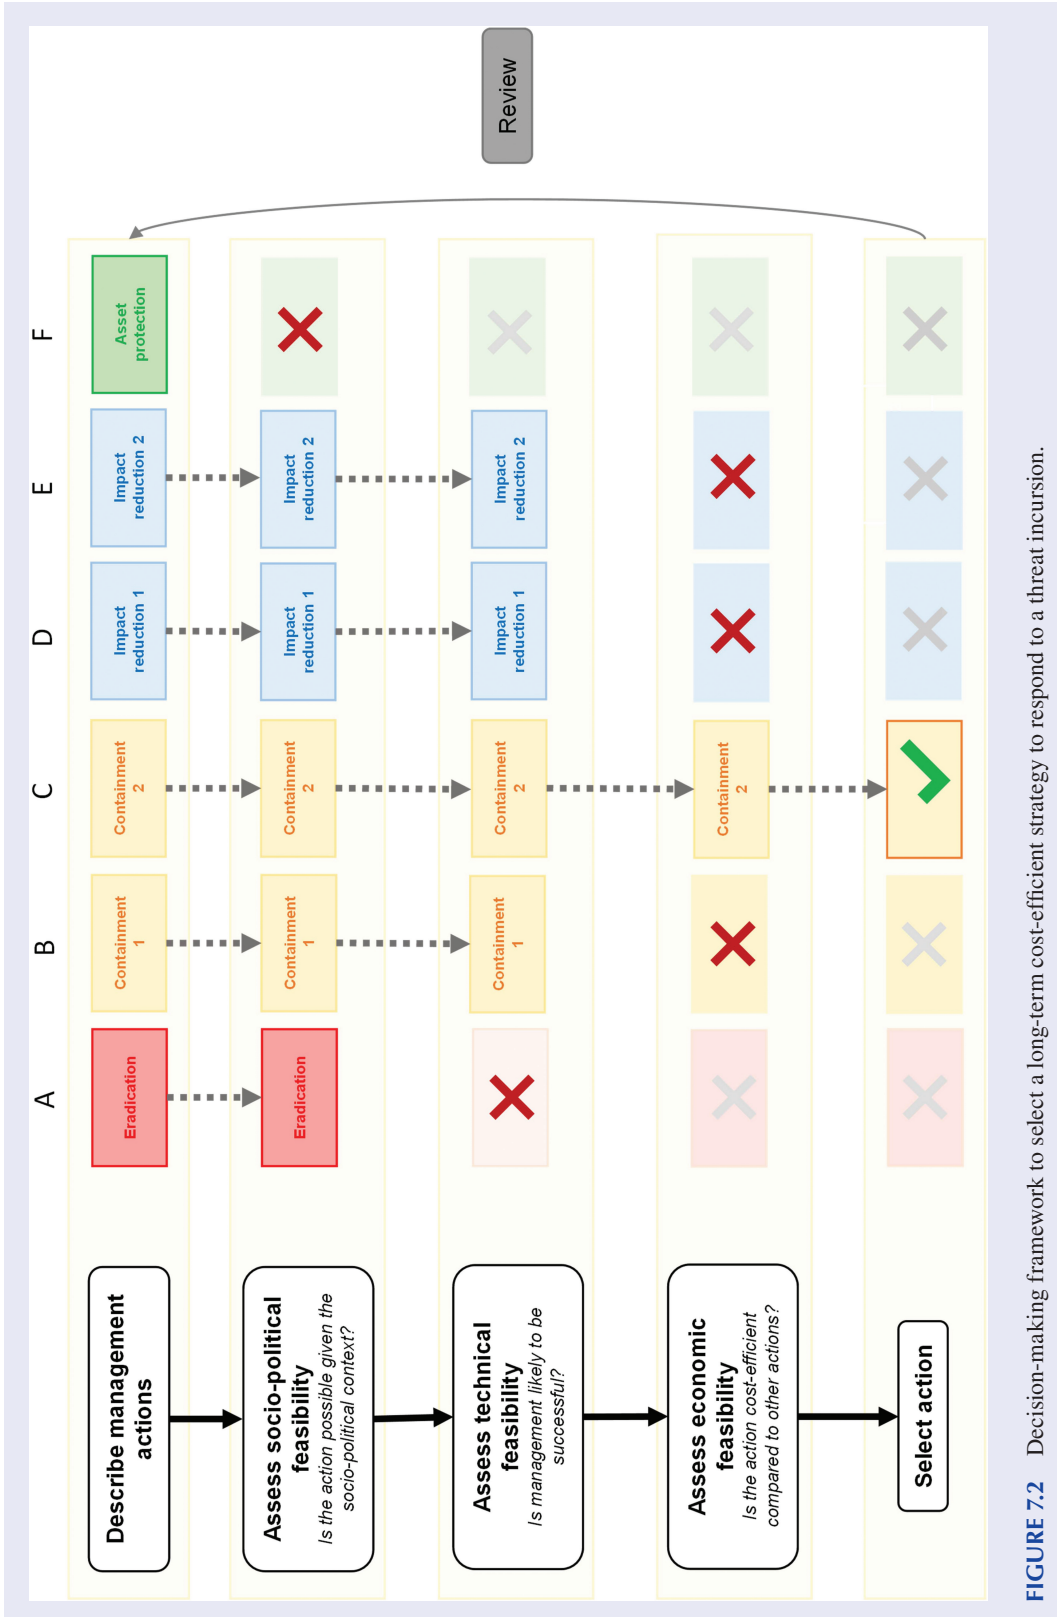 A
B
C
D
E
F
Describe management
actions
Eradication
Containment
1
Containment
2
Impact
reduction 1
Impact
reduction 2
Asset
protection
Assess socio-political
feasibility
Is the action possible given the
socio-political context?
Eradication
Containment
1
Containment
2
Impact
reduction 1
Impact
reduction 2
Assess technical
feasibility
Is management likely to be
successful?
Containment
1
Containment
2
Impact
reduction 1
Impact
reduction 2
Assess economic
feasibility
Is the action cost-efficient
compared to other actions?
Containment
2
Select action
Review
FIGURE 7.2 Decision-making framework to select a long-term cost-efficient strategy to respond to a threat incursion.